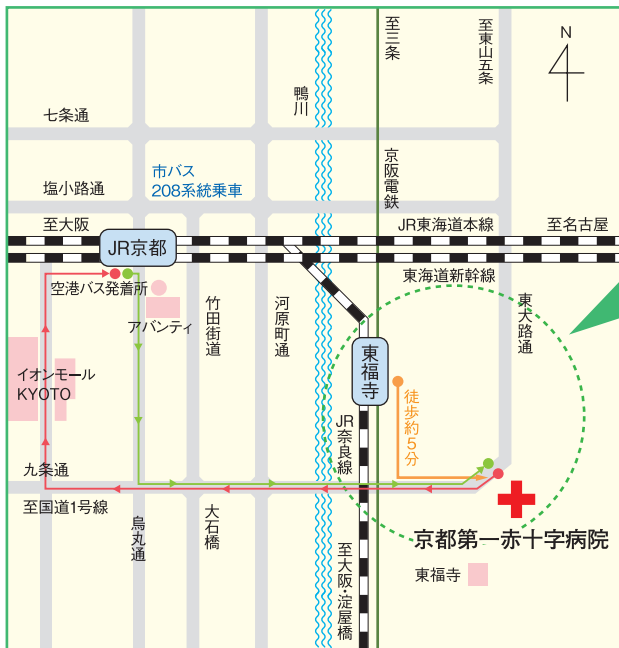 至三条
至東山五条
N
鴨川
七条通
京阪電鉄
市バス
208系統乗車
塩小路通
至大阪
JR東海道本線
至名古屋
JR京都
東海道新幹線
空港バス発着所
アバンティ
竹田街道
河原町通
東大路通
東福寺
イオンモール
KYOTO
徒歩約5分
JR奈良線
九条通
至国道1号線
烏丸通
大石橋
至大阪・淀屋橋
京都第一赤十字病院
東福寺